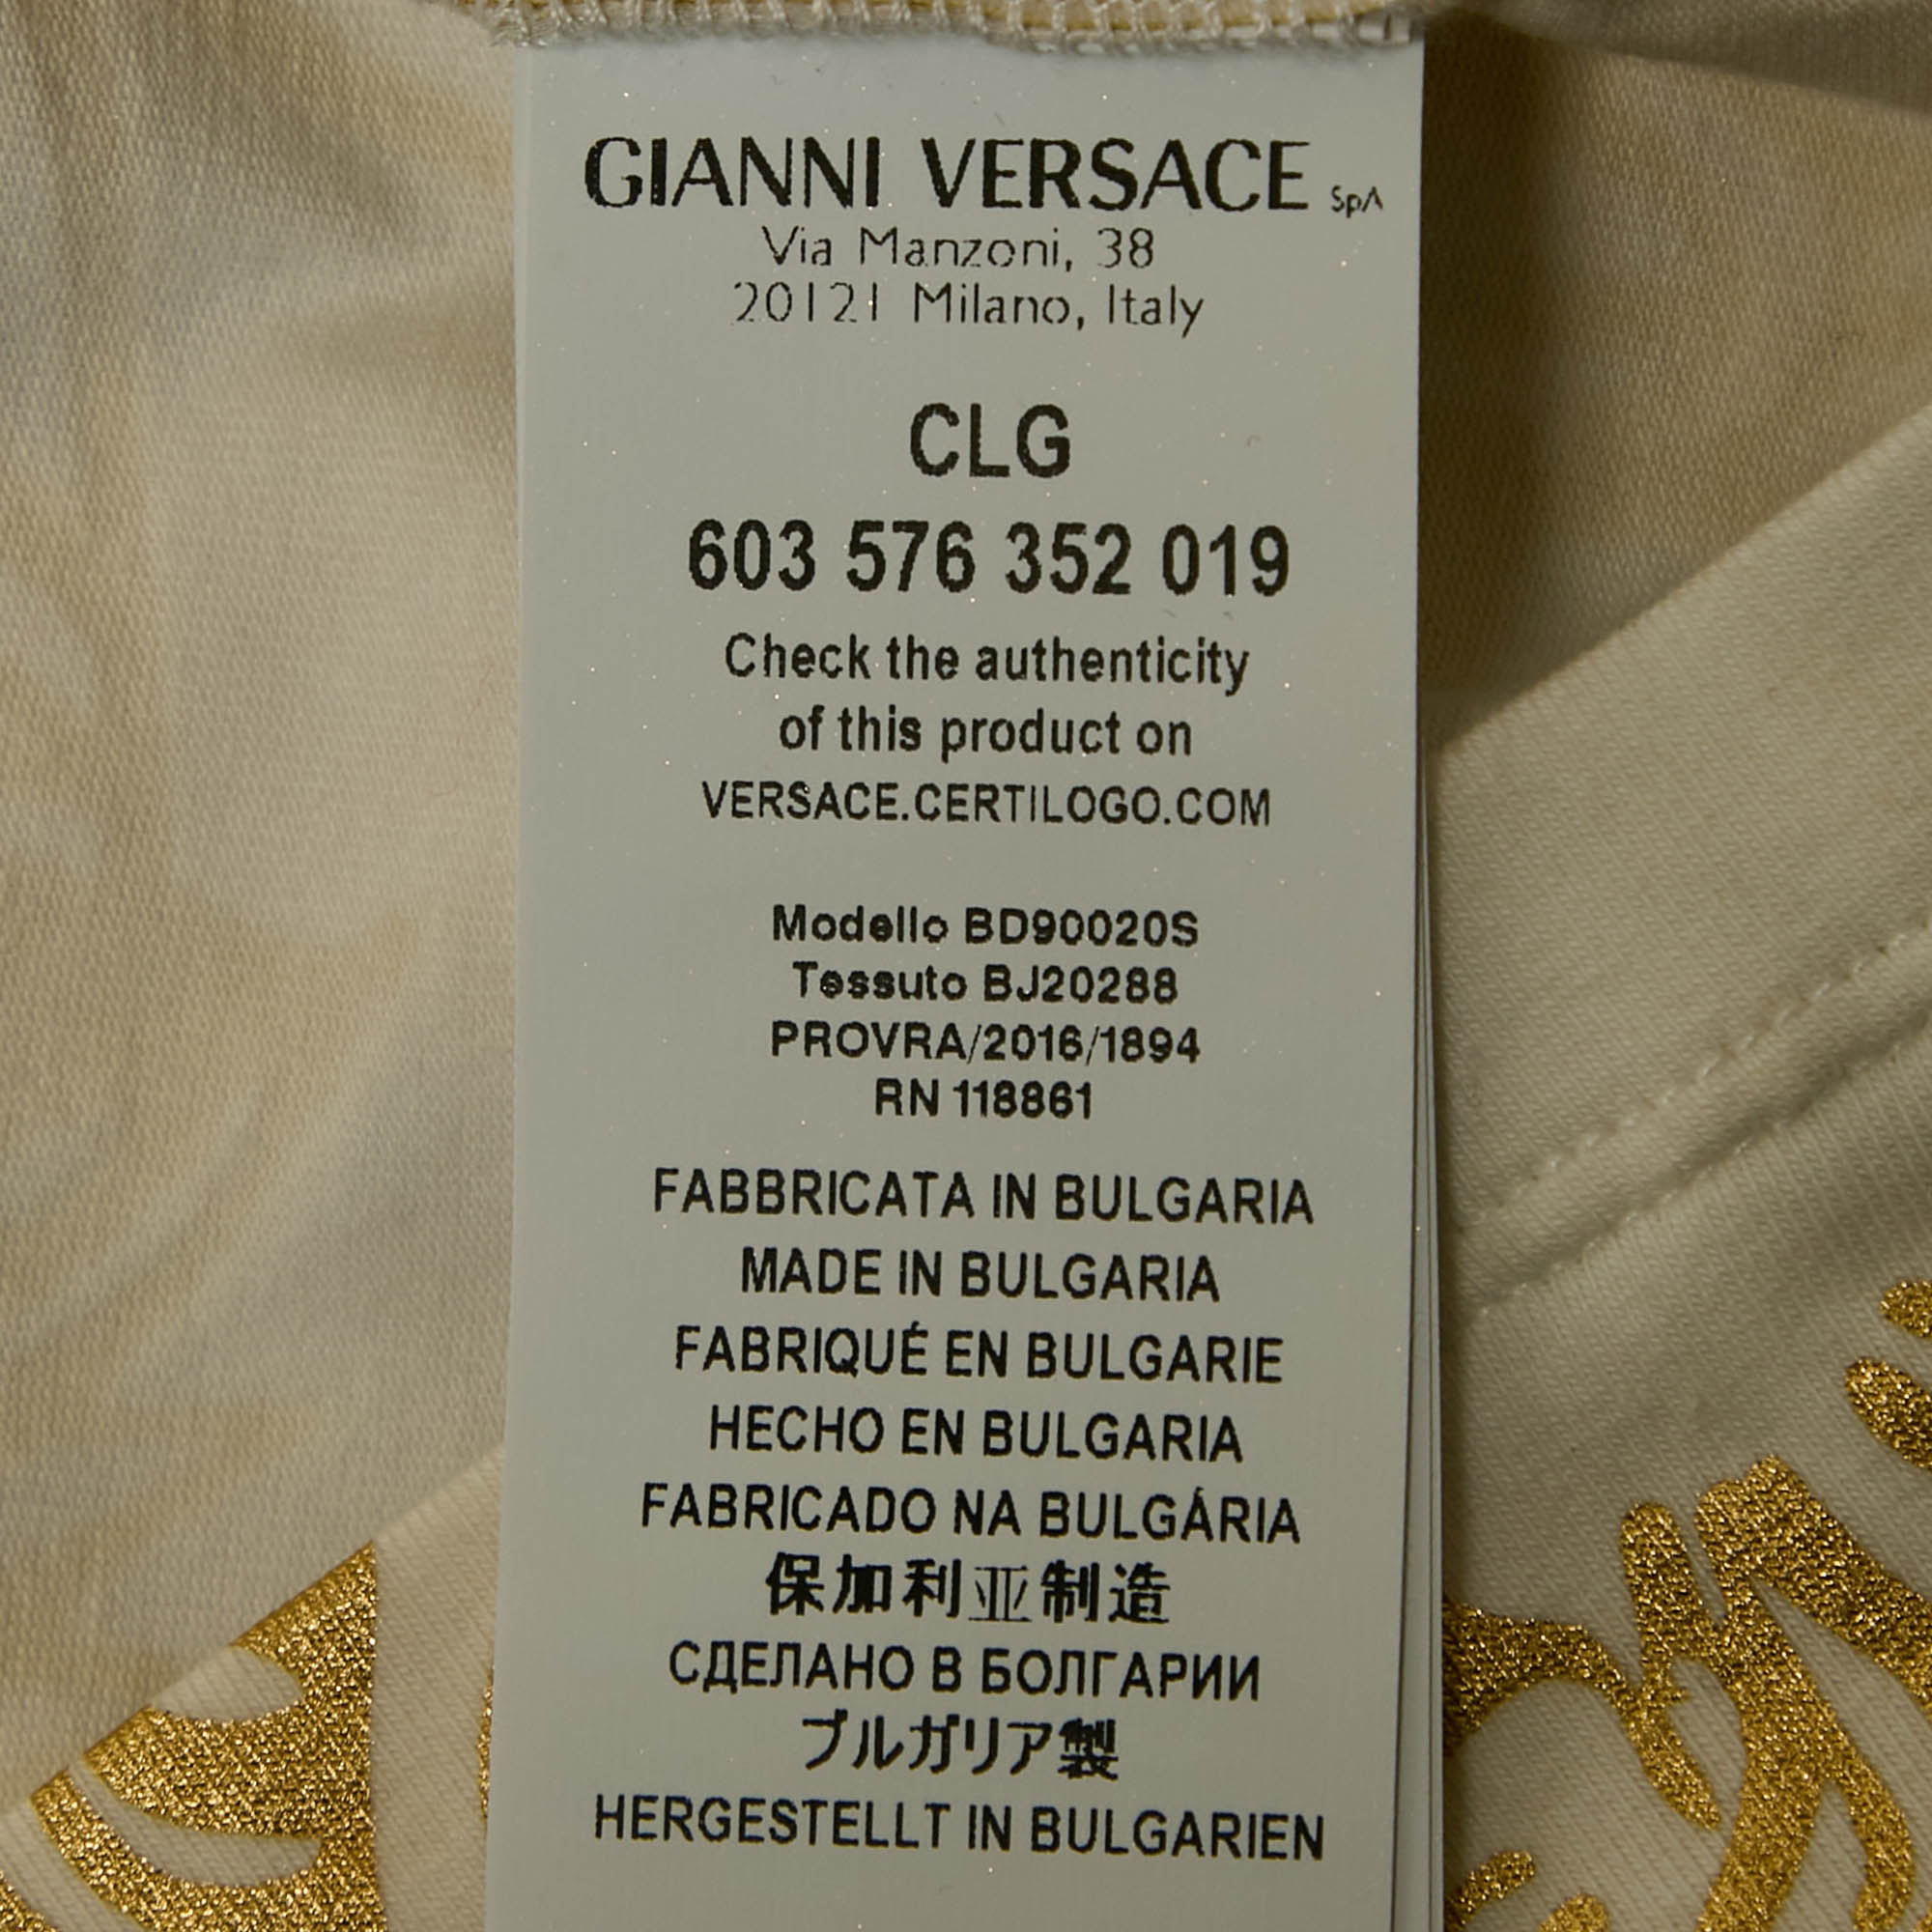 GIANNI VERSACE SpA
Via Manzoni, 38
20121 Milano, Italy
CLG
603 576 352 019
Check the authenticity
of this product on
VERSACE.CERTILOGO.COM
Modello BD90020S
Tessuto BJ20288
PROVRA/2016/1894
RN 118861
FABBRICATA IN BULGARIA
MADE IN BULGARIA
FABRIQUÉ EN BULGARIE
HECHO EN BULGARIA
FABRICADO NA BULGÁRIA
保加利亚制造
СДЕЛАНО В БОЛГАРИИ
ブルガリア製
HERGESTELLT IN BULGARIEN